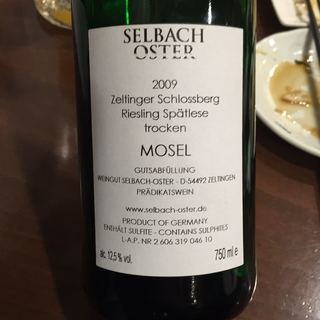 SELBACH
OSTER
2009
Zeltinger Schlossberg
Riesling Spätlese
trocken
MOSEL
GUTSABFÜLLUNG
WEINGUT SELBACH-OSTER - D-54492 ZELTINGEN
PRÄDIKATSWEIN
www.selbach-oster.de
PRODUCT OF GERMANY
ENTHÄLT SULFITE - CONTAINS SULPHITES
L-A.P. NR 2 606 319 046 10
alc. 12,5% vol.
750 ml e